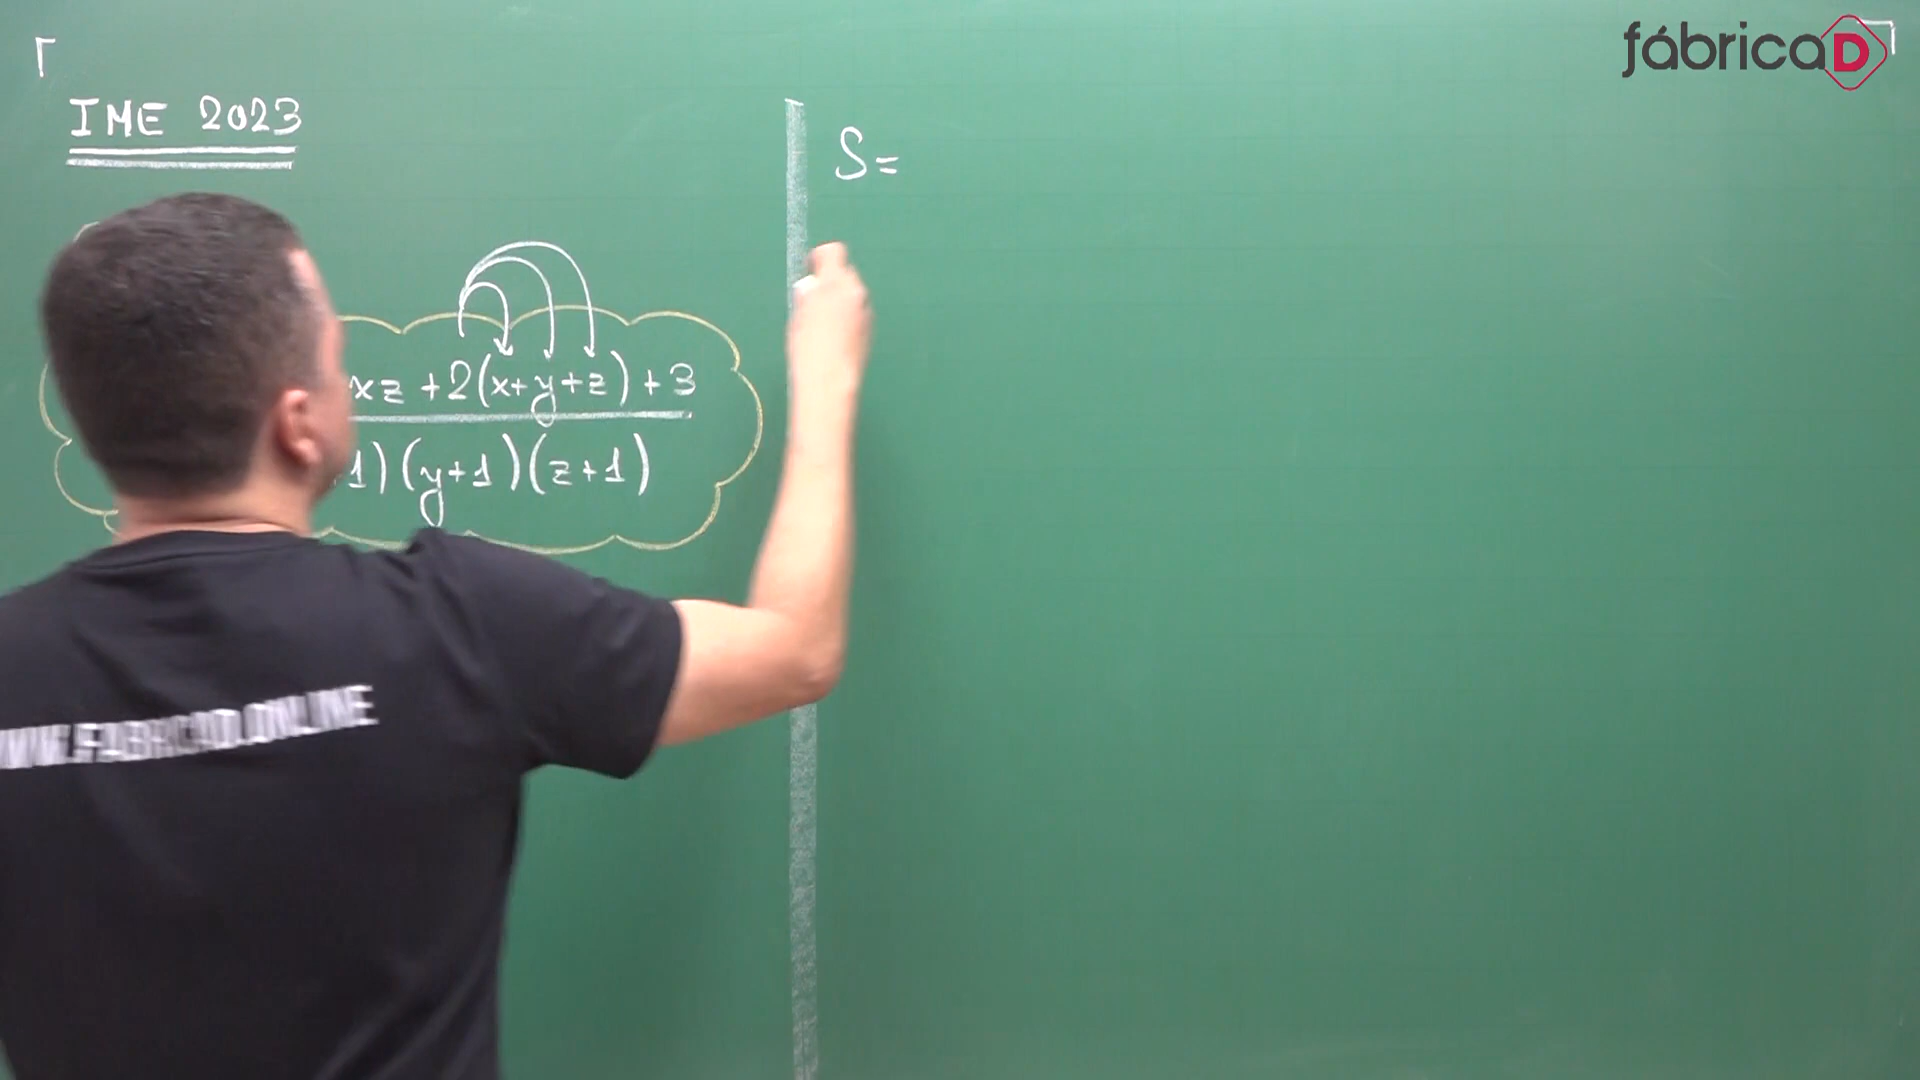 fábricaD
IME 2023
S=
xz +2(x+y+z)+3
1)(y+1)(z+1)
WWW.FABRICAD.ONLINE